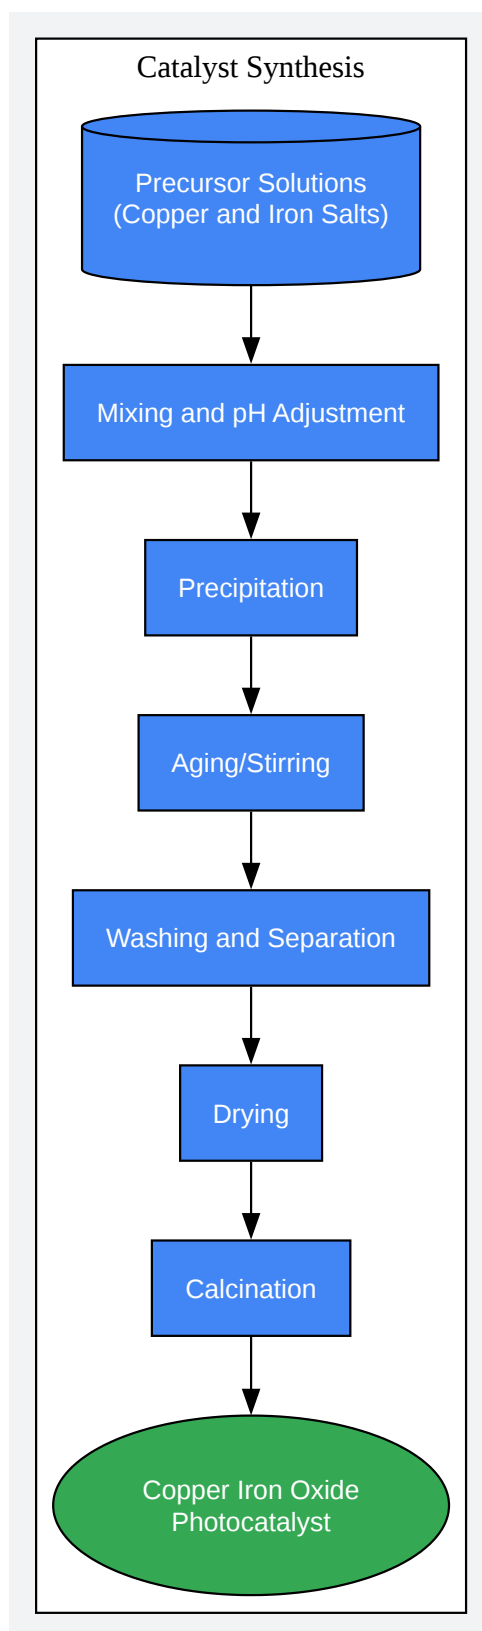 Catalyst Synthesis
Precursor Solutions
(Copper and Iron Salts)
Mixing and pH Adjustment
Precipitation
Aging/Stirring
Washing and Separation
Drying
Calcination
Copper Iron Oxide
Photocatalyst